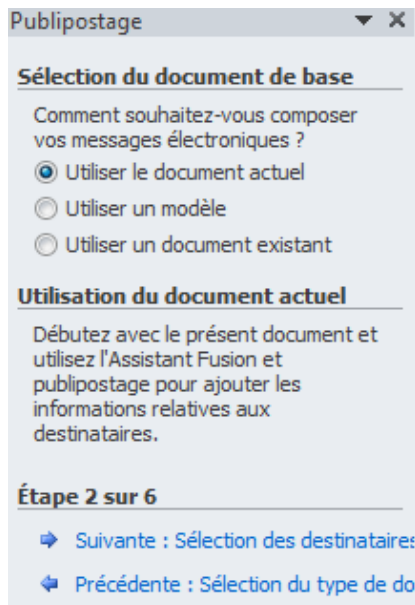 Publipostage
Sélection du document de base
Comment souhaitez-vous composer
vos messages électroniques ?
Utiliser le document actuel
Utiliser un modèle
Utiliser un document existant
Utilisation du document actuel
Débutez avec le présent document et
utilisez l'Assistant Fusion et
publipostage pour ajouter les
informations relatives aux
destinataires.
Étape 2 sur 6
Suivante : Sélection des destinataires
Précédente : Sélection du type de do